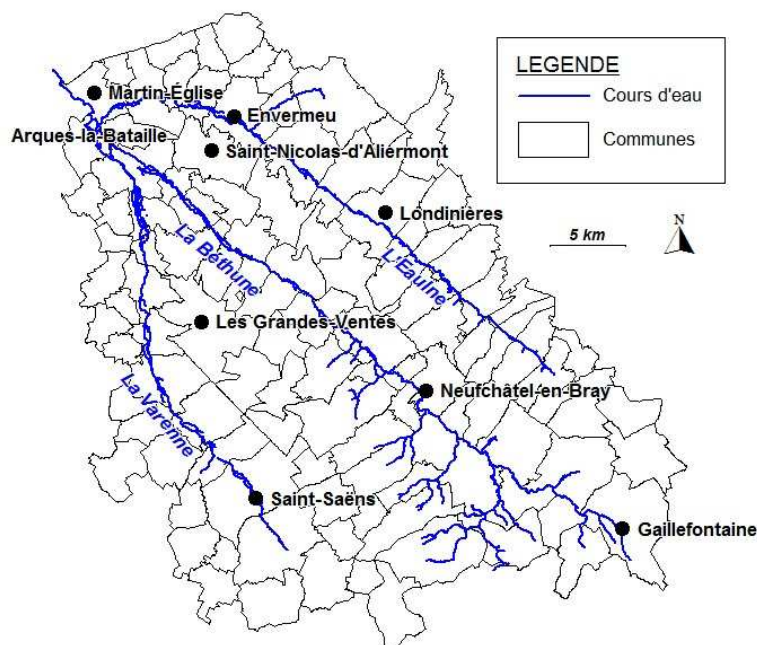 LEGENDE
Cours d'eau
Communes
Martin-Église
Envermeu
Arques-la-Bataille
Saint-Nicolas-d'Aliermont
Londinières
N
5 km
La Béthune
L'Eaulne
Les Grandes-Ventes
La Varenne
Neufchâtel-en-Bray
Saint-Saëns
Gaillefontaine